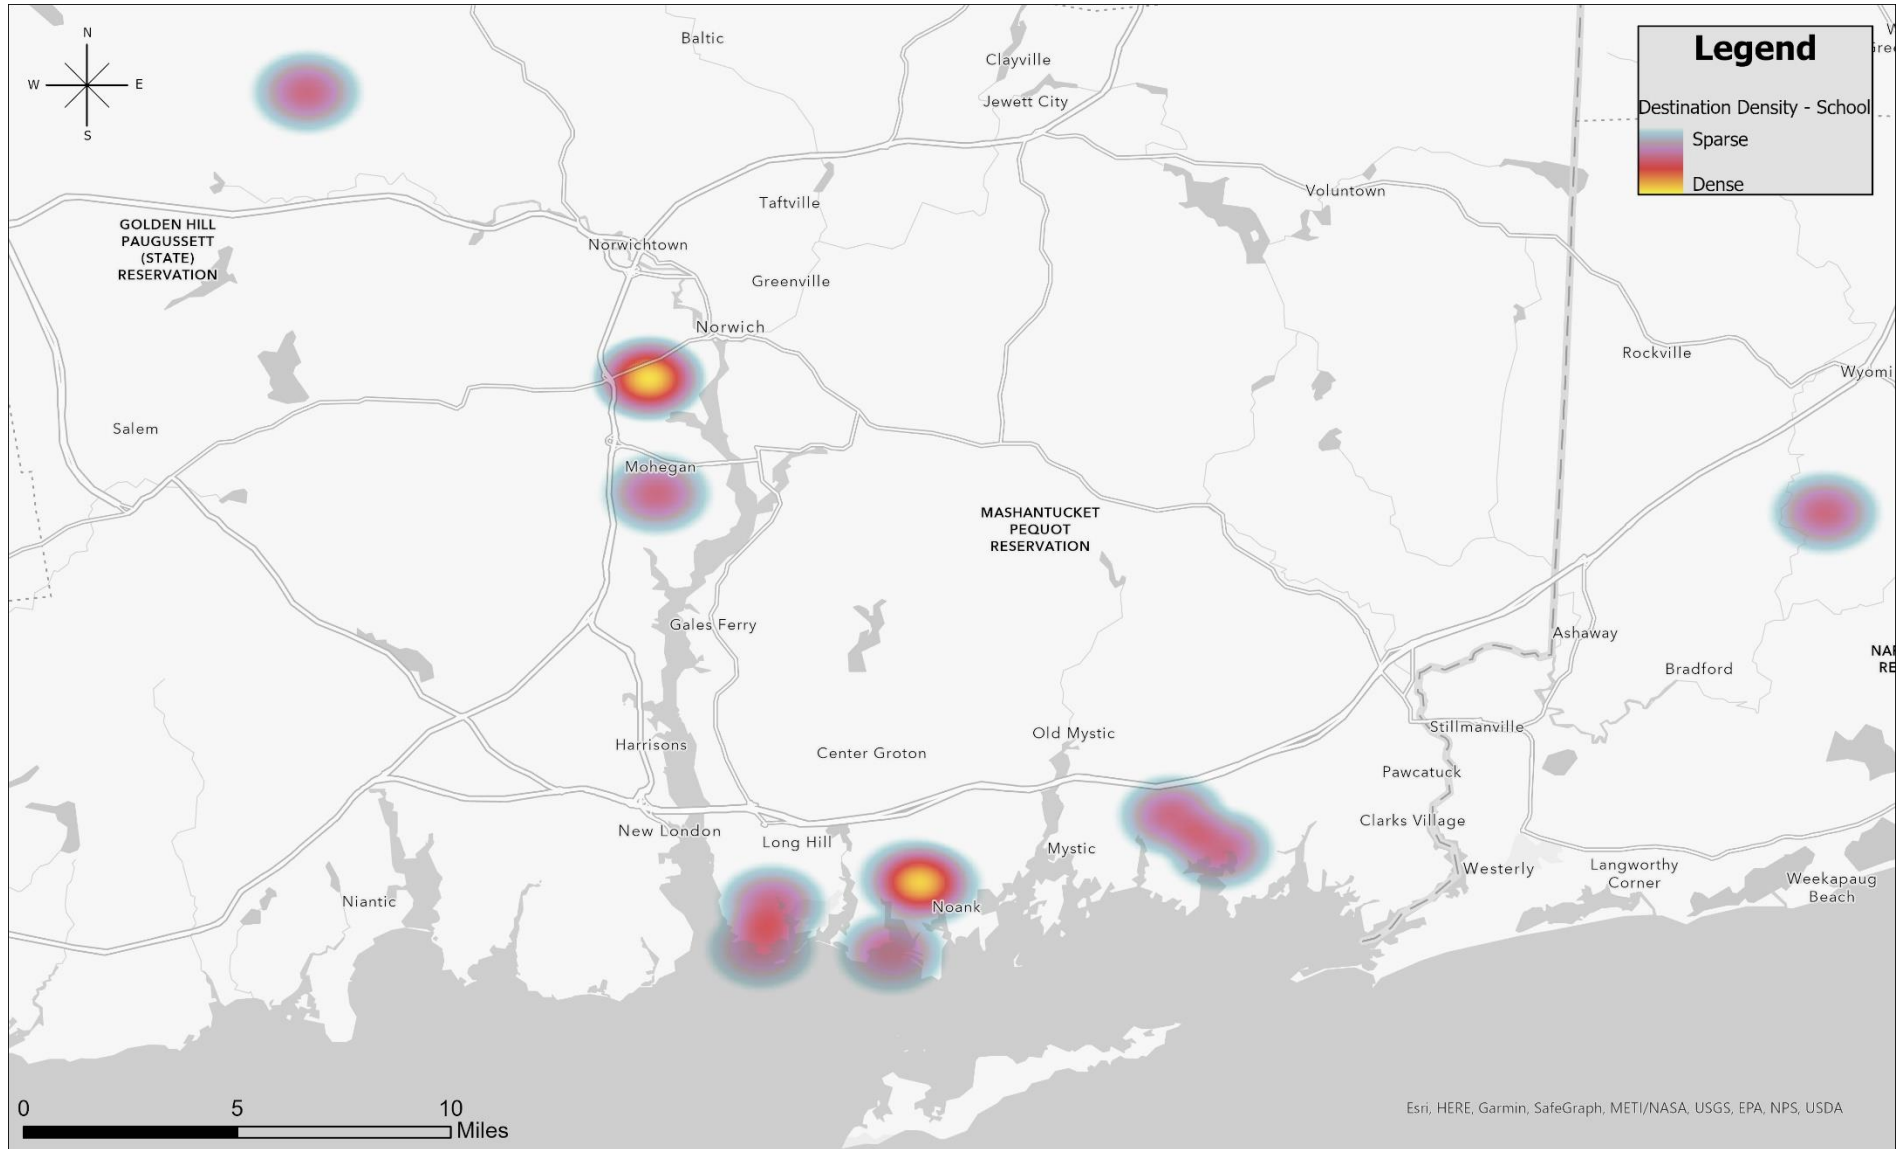 N
W E
S
Baltic
Clayville
Jewett City
Legend
Destination Density - School
Sparse
Dense
GOLDEN HILL
PAUGUSSETT
(STATE)
RESERVATION
Taftville
Voluntown
Norwichtown
Greenville
Norwich
Rockville
Wyomi
Salem
Mohegan
MASHANTUCKET
PEQUOT
RESERVATION
Gales Ferry
Ashaway
Bradford
NAR
RE
Harrisons
Center Groton
Old Mystic
Stillmanville
Pawcatuck
New London
Long Hill
Mystic
Clarks Village
Westerly
Langworthy
Corner
Weekapaug
Beach
Niantic
Noank
0 5 10
Miles
Esri, HERE, Garmin, SafeGraph, METI/NASA, USGS, EPA, NPS, USDA